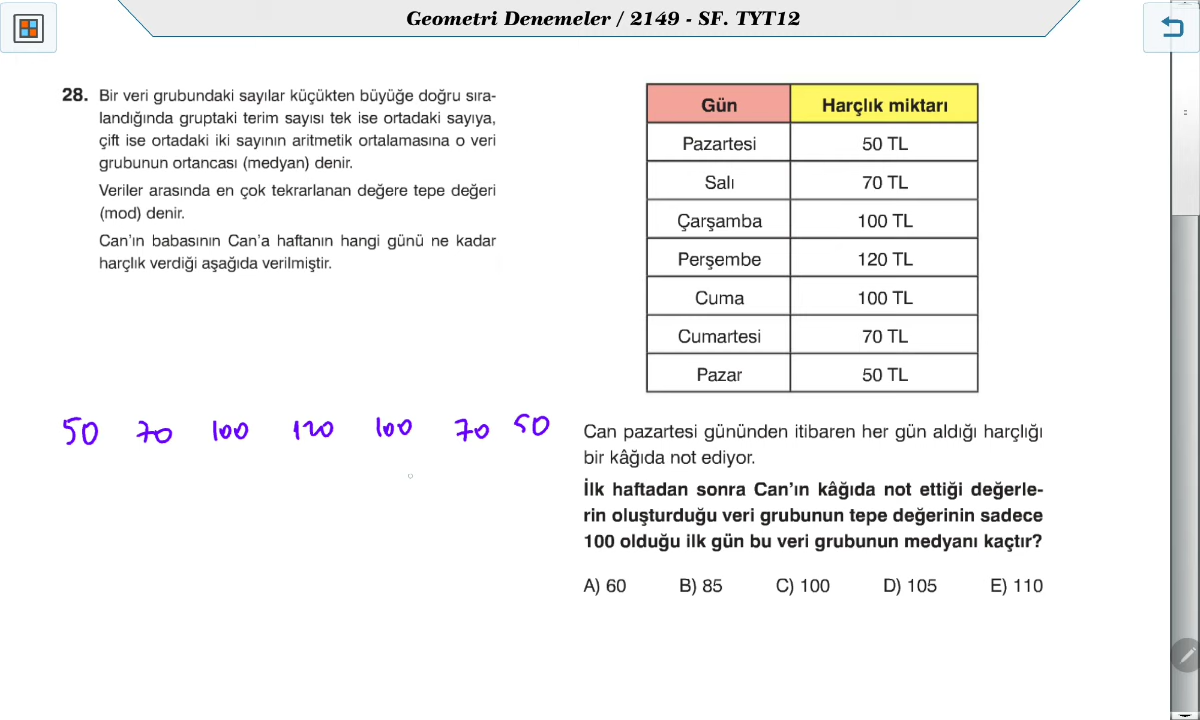 Geometri Denemeler / 2149 - SF. TYT12
28. Bir veri grubundaki sayılar küçükten büyüğe doğru sıra-
landığında gruptaki terim sayısı tek ise ortadaki sayıya,
çift ise ortadaki iki sayının aritmetik ortalamasına o veri
grubunun ortancası (medyan) denir.
Veriler arasında en çok tekrarlanan değere tepe değeri
(mod) denir.
Can'ın babasının Can'a haftanın hangi günü ne kadar
harçlık verdiği aşağıda verilmiştir.
Gün Harçlık miktarı
Pazartesi 50 TL
Salı 70 TL
Çarşamba 100 TL
Perşembe 120 TL
Cuma 100 TL
Cumartesi 70 TL
Pazar 50 TL
50 70 100 120 100 70 50
Can pazartesi gününden itibaren her gün aldığı harçlığı
bir kâğıda not ediyor.
İlk haftadan sonra Can'ın kâğıda not ettiği değerle-
rin oluşturduğu veri grubunun tepe değerinin sadece
100 olduğu ilk gün bu veri grubunun medyanı kaçtır?
A) 60 B) 85 C) 100 D) 105 E) 110